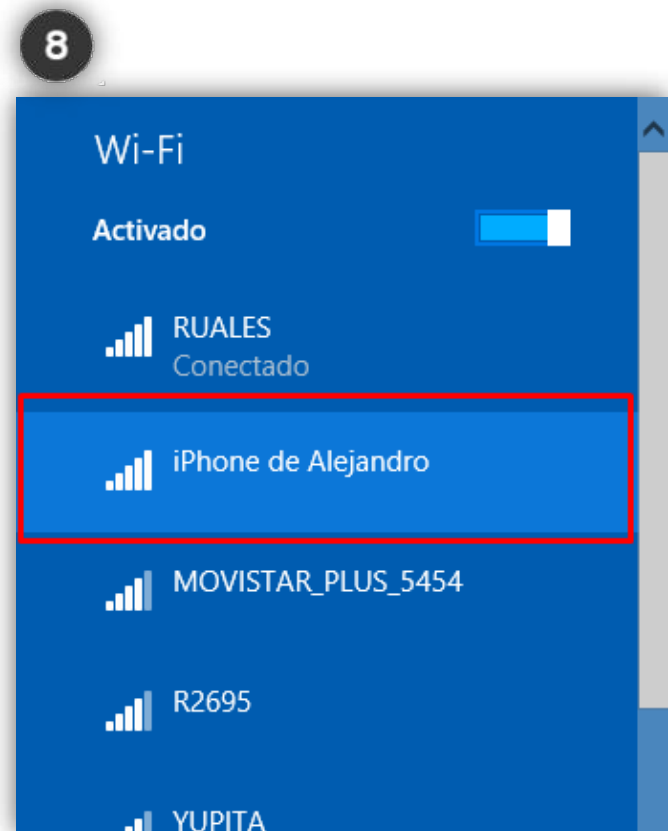 8
Wi-Fi
Activado
RUALES
Conectado
iPhone de Alejandro
MOVISTAR_PLUS_5454
R2695
YUPITA